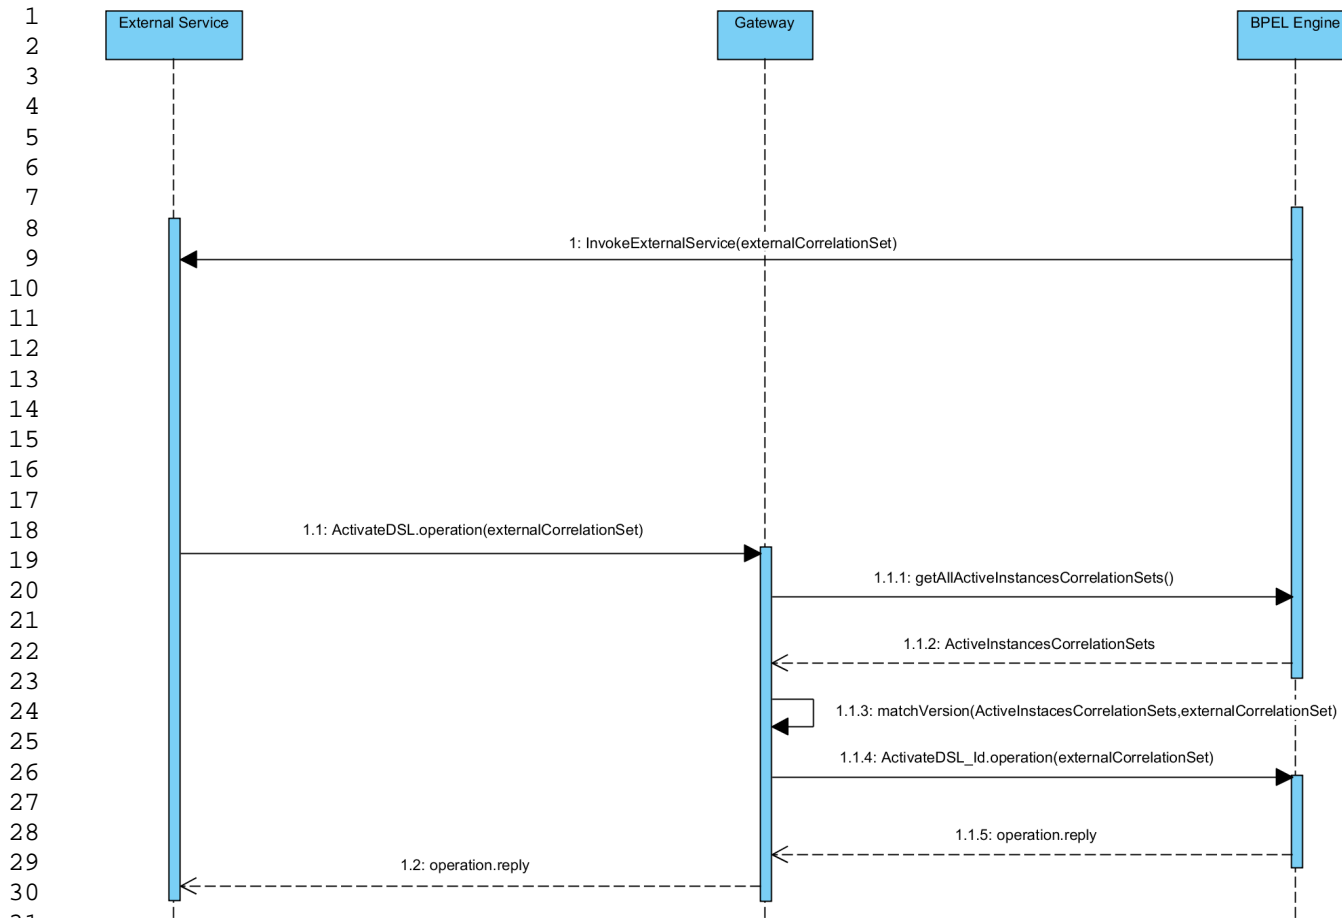 1
External Service
Gateway
BPEL Engine
2
3
4
5
6
7
8
1: InvokeExternalService(externalCorrelationSet)
9
10
11
12
13
14
15
16
17
18
1.1: ActivateDSL.operation(externalCorrelationSet)
19
1.1.1: getAllActiveInstancesCorrelationSets()
20
21
1.1.2: ActiveInstancesCorrelationSets
22
23
24
1.1.3: matchVersion(ActiveInstacesCorrelationSets,externalCorrelationSet)
25
1.1.4: ActivateDSL_Id.operation(externalCorrelationSet)
26
27
28
1.1.5: operation.reply
29
1.2: operation.reply
30